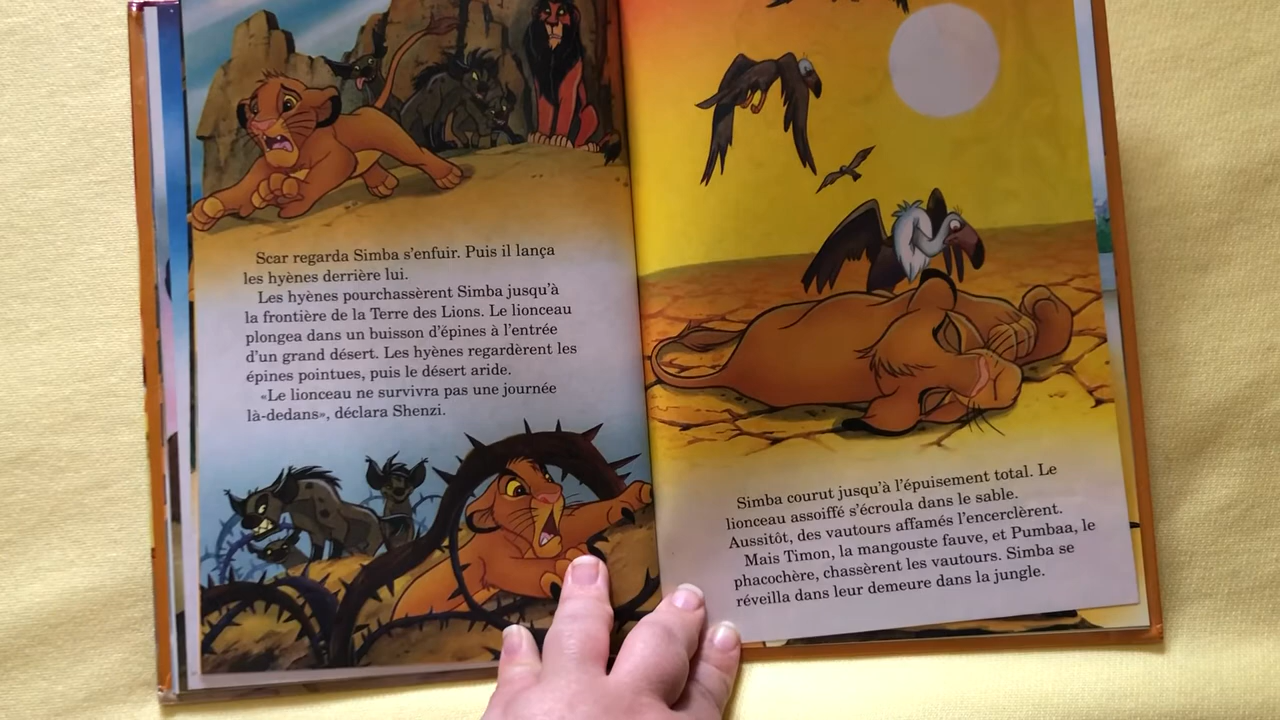 Scar regarda Simba s'enfuir. Puis il lança
les hyènes derrière lui.
Les hyènes pourchassèrent Simba jusqu'à
la frontière de la Terre des Lions. Le lionceau
plongea dans un buisson d'épines à l'entrée
d'un grand désert. Les hyènes regardèrent les
épines pointues, puis le désert aride.
«Le lionceau ne survivra pas une journée
là-dedans», déclara Shenzi.
Simba courut jusqu'à l'épuisement total. Le
lionceau assoiffé s'écroula dans le sable.
Aussitôt, des vautours affamés l'encerclèrent.
Mais Timon, la mangouste fauve, et Pumbaa, le
phacochère, chassèrent les vautours. Simba se
réveilla dans leur demeure dans la jungle.